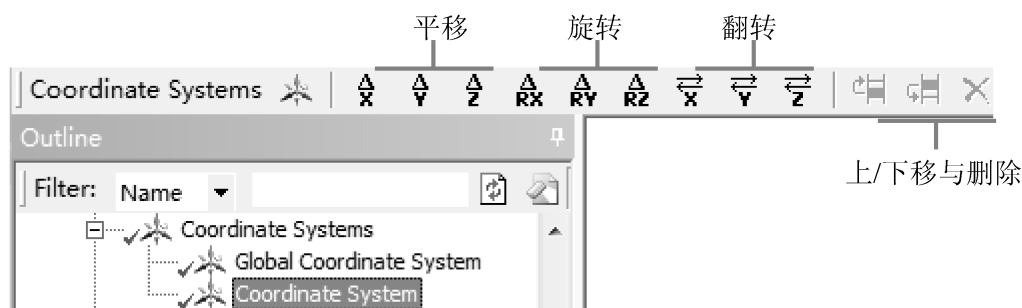 平移 旋转 翻转
Coordinate Systems Δ X Δ Y Δ Z Δ RX Δ RY Δ RZ X Y Z
Outline
上/下移与删除
Filter: Name
Coordinate Systems
Global Coordinate System
Coordinate System